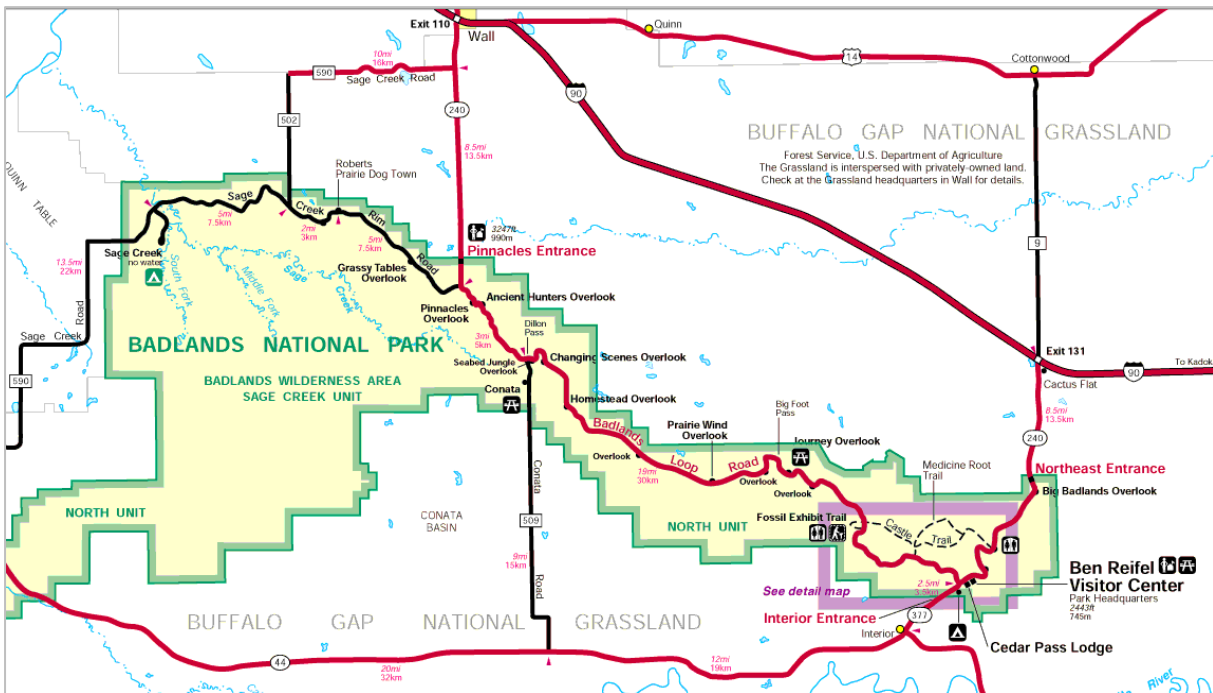 Exit 110
Wall
Quinn
14
Cottonwood
10mi
16km
590
Sage Creek Road
90
240
502
8.5mi
13.5km
BUFFALO GAP NATIONAL GRASSLAND
Forest Service, U.S. Department of Agriculture
The Grassland is interspersed with privately-owned land.
Check at the Grassland headquarters in Wall for details.
QUINN TABLE
Roberts
Prairie Dog Town
Sage Creek Rim Road
5mi
7.5km
2mi
3km
5mi
7.5km
3247ft
990m
Pinnacles Entrance
9
13.5mi
22km
Sage Creek
no water
South Fork
Middle Fork
Sage Creek
Grassy Tables
Overlook
Ancient Hunters Overlook
Pinnacles
Overlook
Sage Creek Road
590
BADLANDS NATIONAL PARK
BADLANDS WILDERNESS AREA
SAGE CREEK UNIT
3mi
5km
Dillon
Pass
Seabed Jungle
Overlook
Changing Scenes Overlook
Conata
Homestead Overlook
Exit 131
To Kadoka
90
Cactus Flat
8.5mi
13.5km
240
Badlands Loop Road
Overlook
19mi
30km
Prairie Wind
Overlook
Big Foot
Pass
Journey Overlook
Overlook
Overlook
Medicine Root
Trail
Northeast Entrance
Big Badlands Overlook
NORTH UNIT
CONATA
BASIN
Conata Road
509
9mi
15km
NORTH UNIT
Fossil Exhibit Trail
Castle Trail
Ben Reifel
Visitor Center
Park Headquarters
2443ft
745m
2.5mi
3.5km
See detail map
Interior Entrance
377
Interior
Cedar Pass Lodge
BUFFALO GAP NATIONAL GRASSLAND
44
20mi
32km
12mi
19km
River